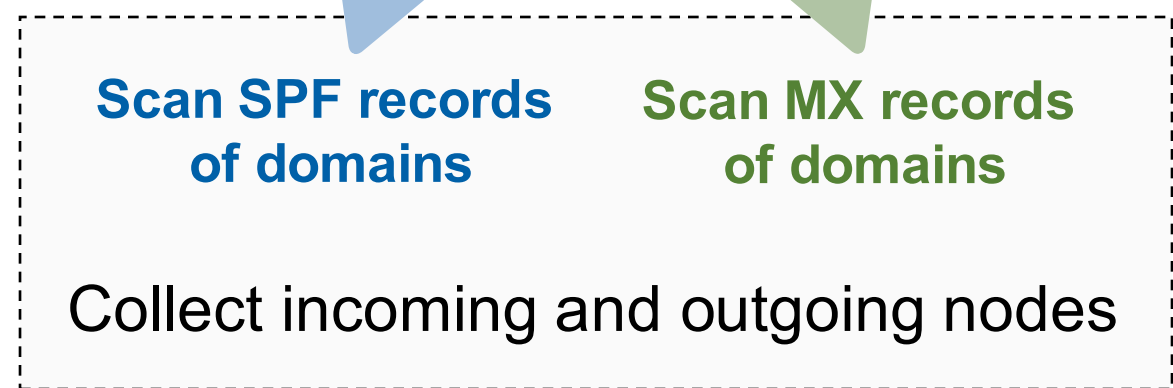 Scan SPF records
of domains
Scan MX records
of domains
Collect incoming and outgoing nodes